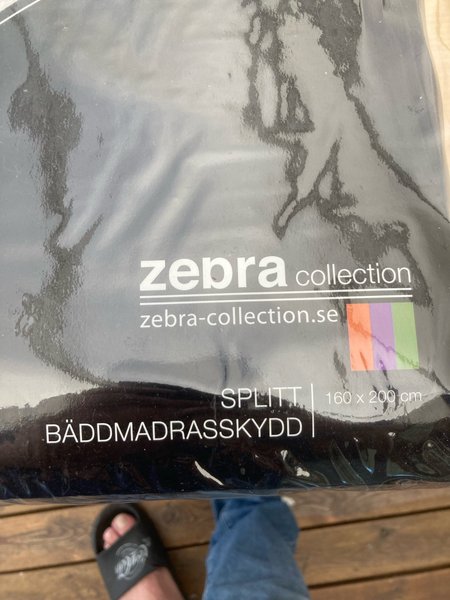 zebra collection
zebra-collection.se
SPLITT
BÄDDMADRASSKYDD
160 x 200 cm